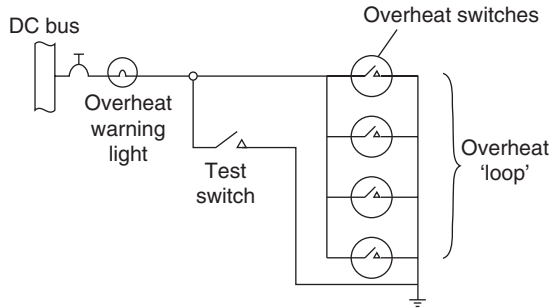 Overheat switches
DC bus
Overheat
warning
light
Test
switch
Overheat
‘loop’